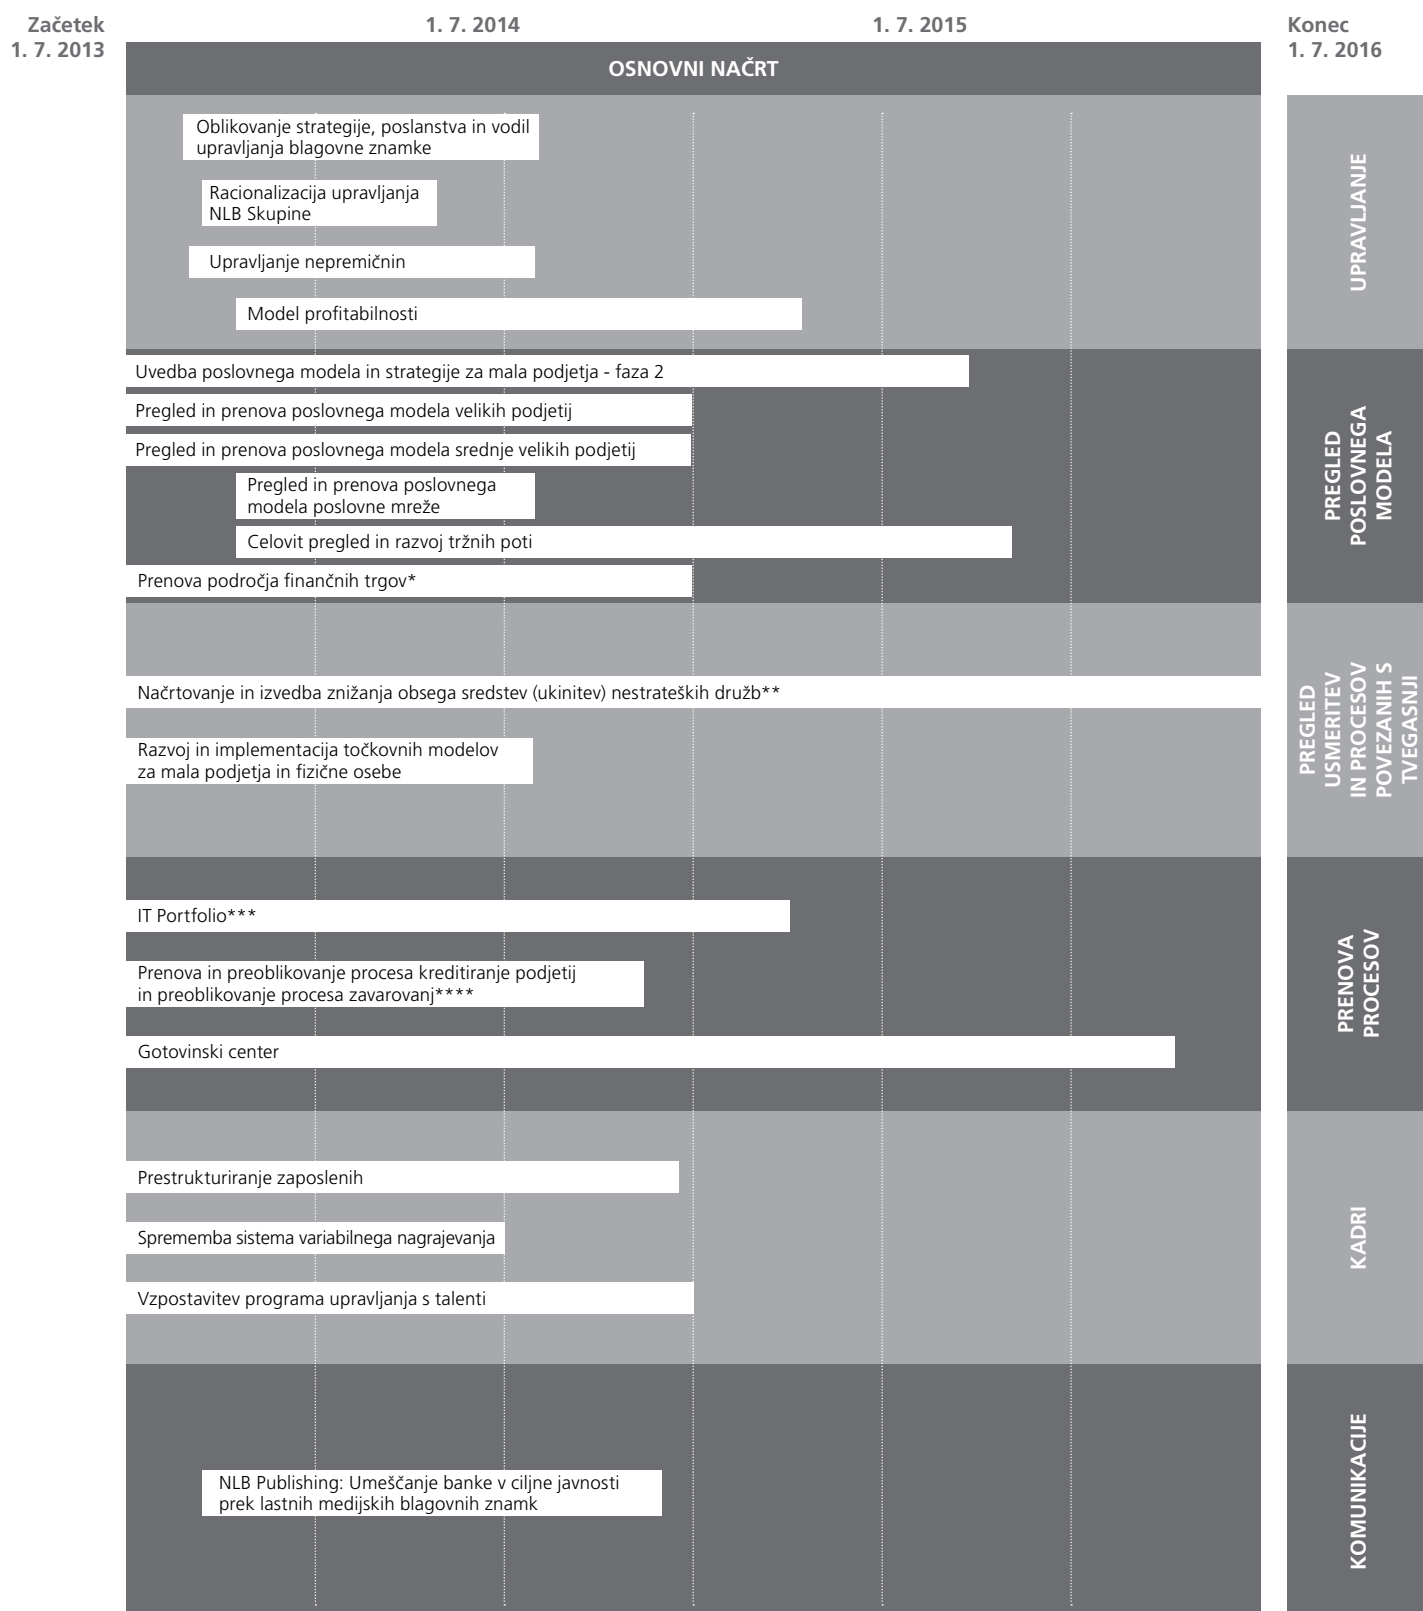 Začetek
1. 7. 2013
1. 7. 2014
1. 7. 2015
Konec
1. 7. 2016
OSNOVNI NAČRT
Oblikovanje strategije, poslanstva in vodil
upravljanja blagovne znamke
Racionalizacija upravljanja
NLB Skupine
Upravljanje nepremičnin
Model profitabilnosti
UPRAVLJANJE
Uvedba poslovnega modela in strategije za mala podjetja - faza 2
Pregled in prenova poslovnega modela velikih podjetij
Pregled in prenova poslovnega modela srednje velikih podjetij
Pregled in prenova poslovnega
modela poslovne mreže
Celovit pregled in razvoj tržnih poti
Prenova področja finančnih trgov*
PREGLED
POSLOVNEGA
MODELA
Načrtovanje in izvedba znižanja obsega sredstev (ukinitev) nestrateških družb**
Razvoj in implementacija točkovnih modelov
za mala podjetja in fizične osebe
PREGLED
USMERITEV
IN PROCESOV
POVEZANIH S
TVEGASNJI
IT Portfolio***
Prenova in preoblikovanje procesa kreditiranje podjetij
in preoblikovanje procesa zavarovanj****
Gotovinski center
PRENOVA
PROCESOV
Prestrukturiranje zaposlenih
Sprememba sistema variabilnega nagrajevanja
Vzpostavitev programa upravljanja s talenti
KADRI
NLB Publishing: Umeščanje banke v ciljne javnosti
prek lastnih medijskih blagovnih znamk
KOMUNIKACIJE